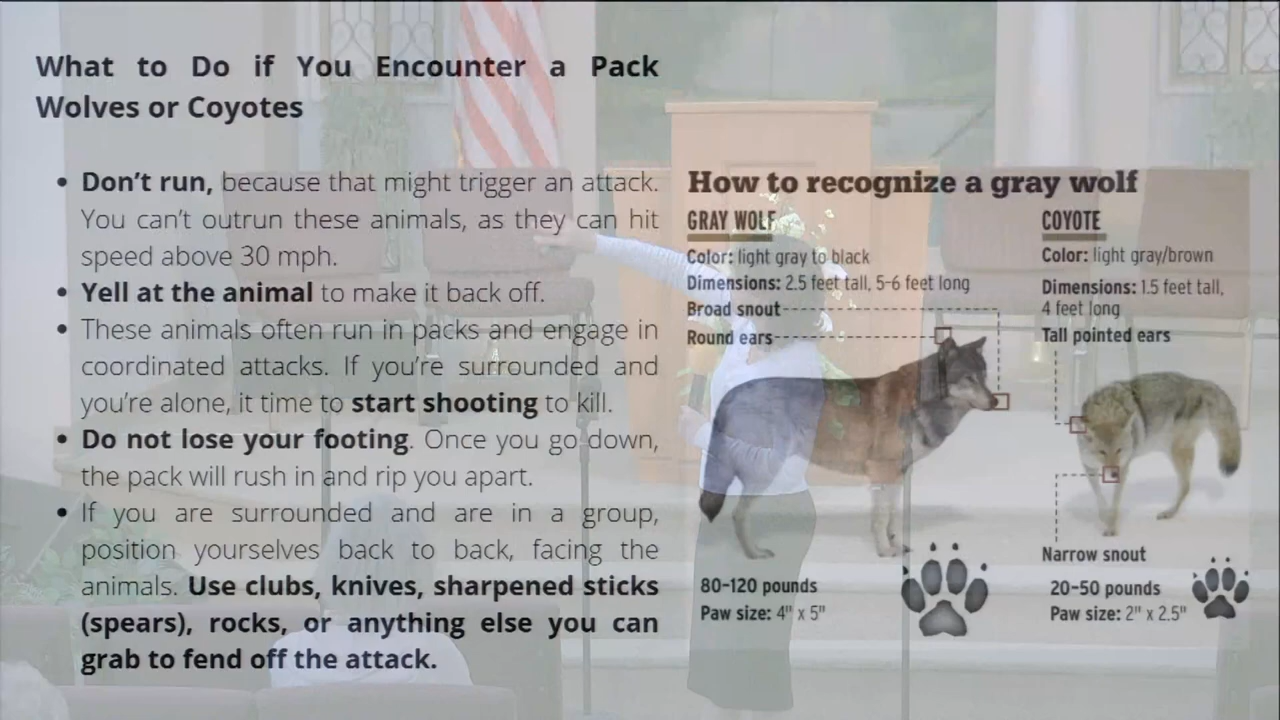 What to Do if You Encounter a Pack
Wolves or Coyotes
• Don’t run, because that might trigger an attack.
You can’t outrun these animals, as they can hit
speed above 30 mph.
• Yell at the animal to make it back off.
• These animals often run in packs and engage in
coordinated attacks. If you’re surrounded and
you’re alone, it time to start shooting to kill.
• Do not lose your footing. Once you go down,
the pack will rush in and rip you apart.
• If you are surrounded and are in a group,
position yourselves back to back, facing the
animals. Use clubs, knives, sharpened sticks
(spears), rocks, or anything else you can
grab to fend off the attack.
How to recognize a gray wolf
GRAY WOLF
Color: light gray to black
Dimensions: 2.5 feet tall, 5-6 feet long
Broad snout
Round ears
80-120 pounds
Paw size: 4" x 5"
COYOTE
Color: light gray/brown
Dimensions: 1.5 feet tall,
4 feet long
Tall pointed ears
Narrow snout
20-50 pounds
Paw size: 2" x 2.5"